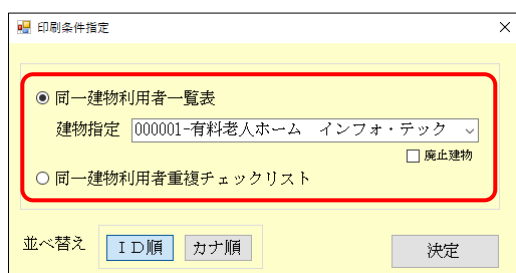 印刷条件指定
同一建物利用者一覧表
建物指定 000001-有料老人ホーム　インフォ・テック
廃止建物
同一建物利用者重複チェックリスト
並べ替え ＩＤ順 カナ順 決定